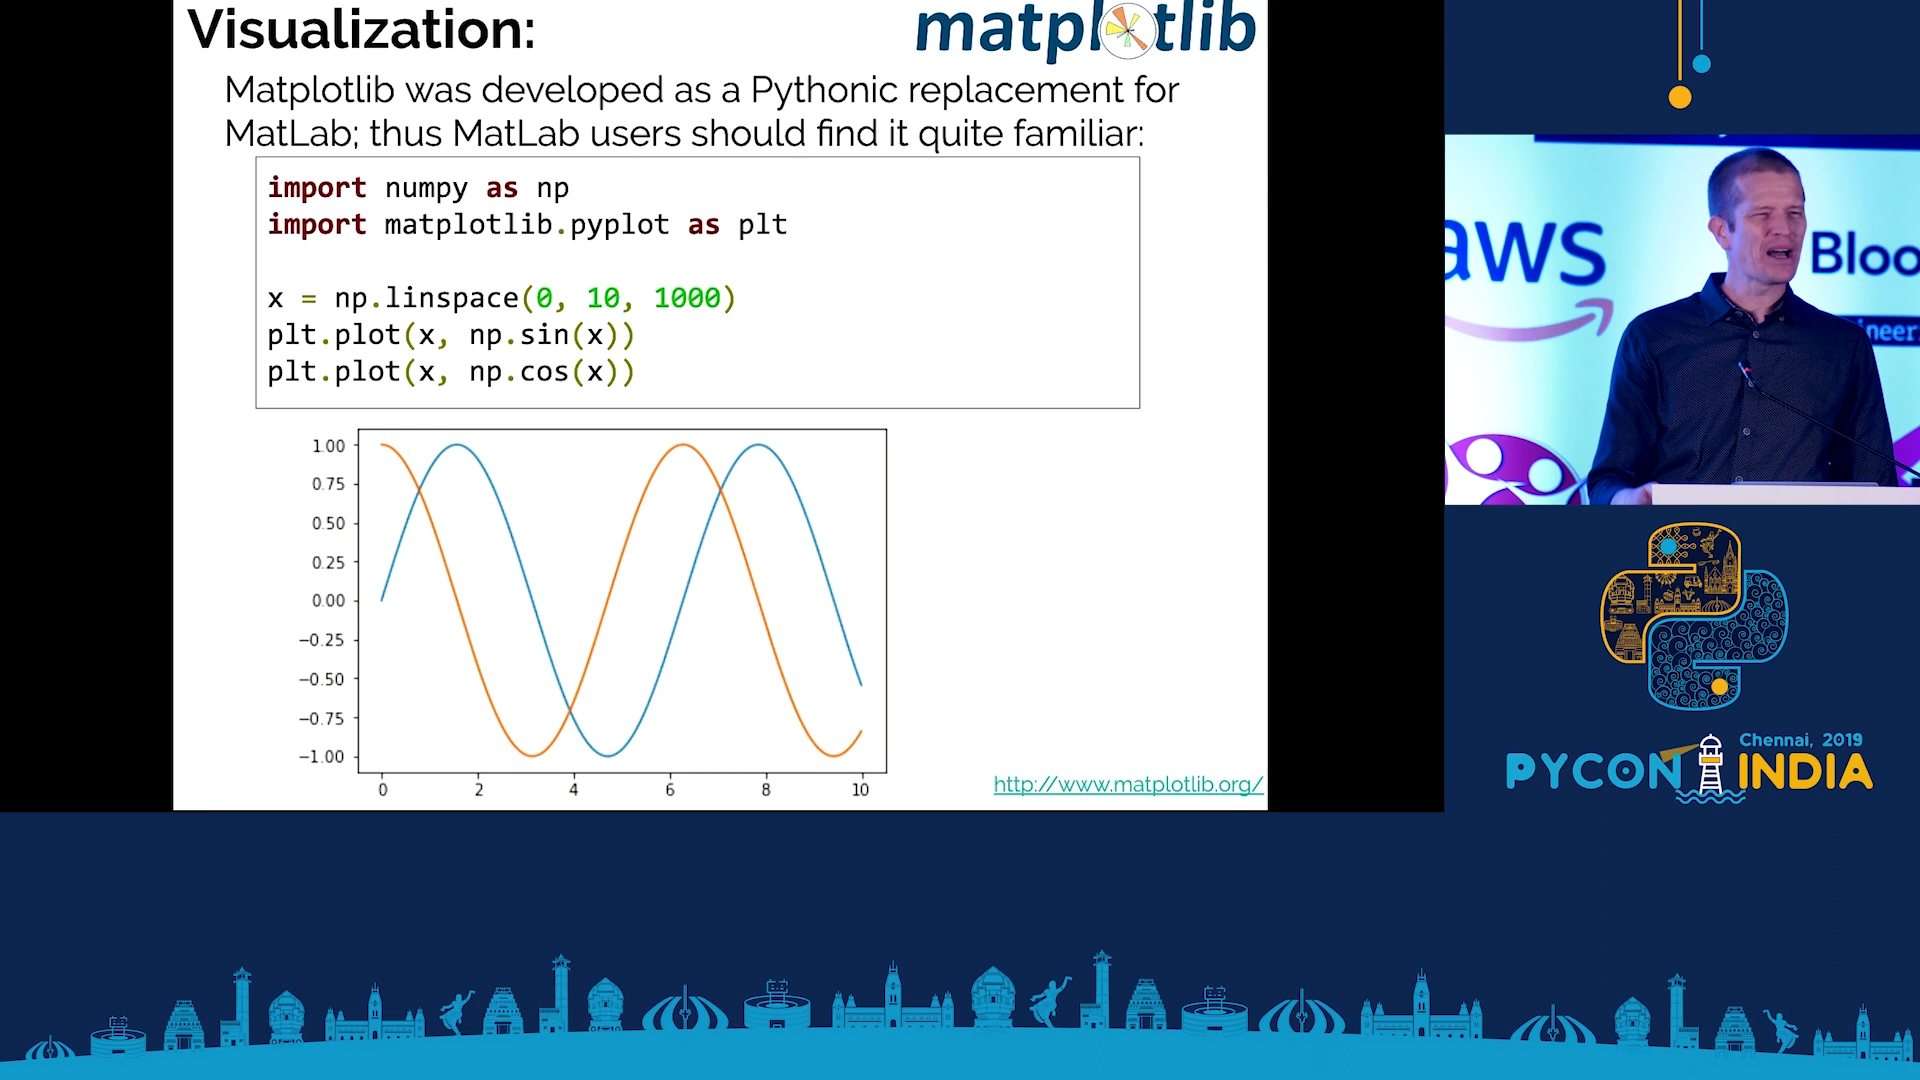 Visualization:
matplotlib
Matplotlib was developed as a Pythonic replacement for
MatLab; thus MatLab users should find it quite familiar:
import numpy as np
import matplotlib.pyplot as plt
x = np.linspace(0, 10, 1000)
plt.plot(x, np.sin(x))
plt.plot(x, np.cos(x))
1.00
0.75
0.50
0.25
0.00
−0.25
−0.50
−0.75
−1.00
0 2 4 6 8 10
http://www.matplotlib.org/
aws
Bloo
ineer
Chennai, 2019
PYCON INDIA